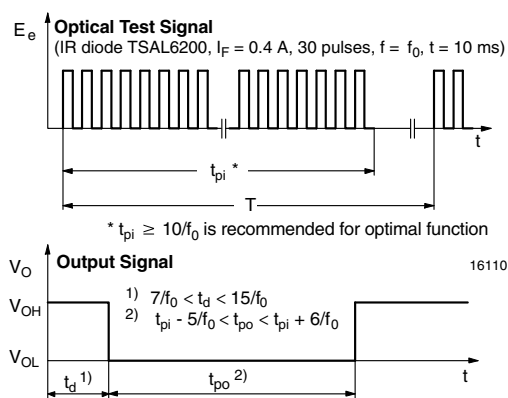 E e Optical Test Signal
(IR diode TSAL6200, I F = 0.4 A, 30 pulses, f = f 0, t = 10 ms)
t
t pi *
T
* t pi ≥ 10/f 0 is recommended for optimal function
V O Output Signal
16110
V OH
1) 7/f 0 < t d < 15/f 0
2) t pi - 5/f 0 < t po < t pi + 6/f 0
V OL
t d 1)
t po 2)
t